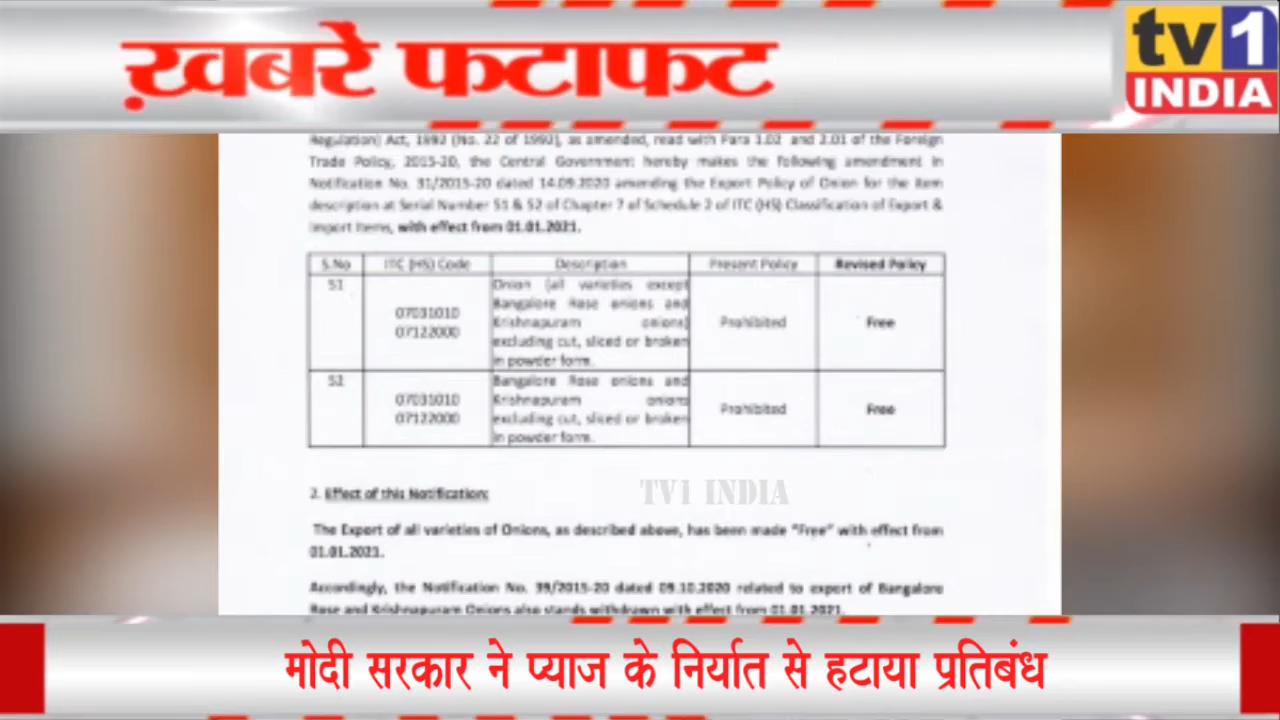 ख़बरें फटाफट
tv1
INDIA
Regulation) Act, 1992 (No. 22 of 1992), as amended, read with Para 1.02 and 2.01 of the Foreign
Trade Policy, 2015-20, the Central Government hereby makes the following amendment in
Notification No. 31/2015-20 dated 14.09.2020 amending the Export Policy of Onion for the item
description at Serial Number 51 & 52 of Chapter 7 of Schedule 2 of ITC (HS) Classification of Export &
Import Items, with effect from 01.01.2021.
S.No ITC (HS) Code Description Present Policy Revised Policy
51 07031010 07122000 Onion (all varieties except Bangalore Rose onions and Krishnapuram onions) excluding cut, sliced or broken in powder form. Prohibited Free
52 07031010 07122000 Bangalore Rose onions and Krishnapuram onions excluding cut, sliced or broken in powder form. Prohibited Free
2. Effect of this Notification:
TV1 INDIA
The Export of all varieties of Onions, as described above, has been made "Free" with effect from
01.01.2021.
Accordingly, the Notification No. 39/2015-20 dated 09.10.2020 related to export of Bangalore
Rose and Krishnapuram Onions also stands withdrawn with effect from 01.01.2021.
मोदी सरकार ने प्याज के निर्यात से हटाया प्रतिबंध